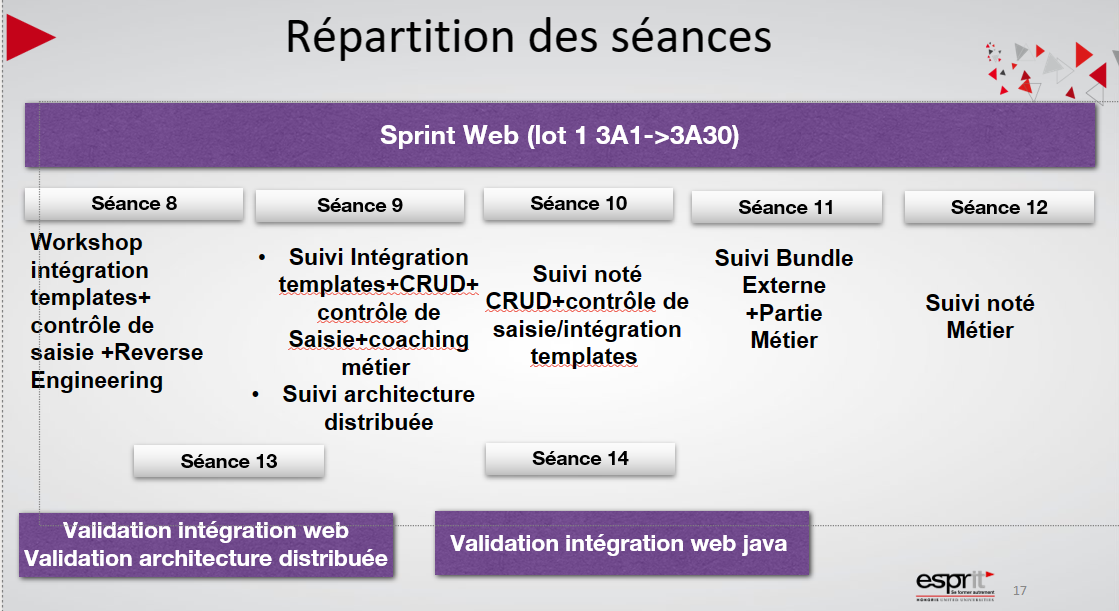 Répartition des séances
Sprint Web (lot 1 3A1->3A30)
Séance 8
Workshop
intégration
templates+
contrôle de
saisie +Reverse
Engineering
Séance 9
• Suivi Intégration
templates+CRUD+
contrôle de
Saisie+coaching
métier
• Suivi architecture
distribuée
Séance 10
Suivi noté
CRUD+contrôle de
saisie/intégration
templates
Séance 11
Suivi Bundle
Externe
+Partie
Métier
Séance 12
Suivi noté
Métier
Séance 13
Validation intégration web
Validation architecture distribuée
Séance 14
Validation intégration web java
esprit
Se former autrement
HONORIS UNITED UNIVERSITIES
17